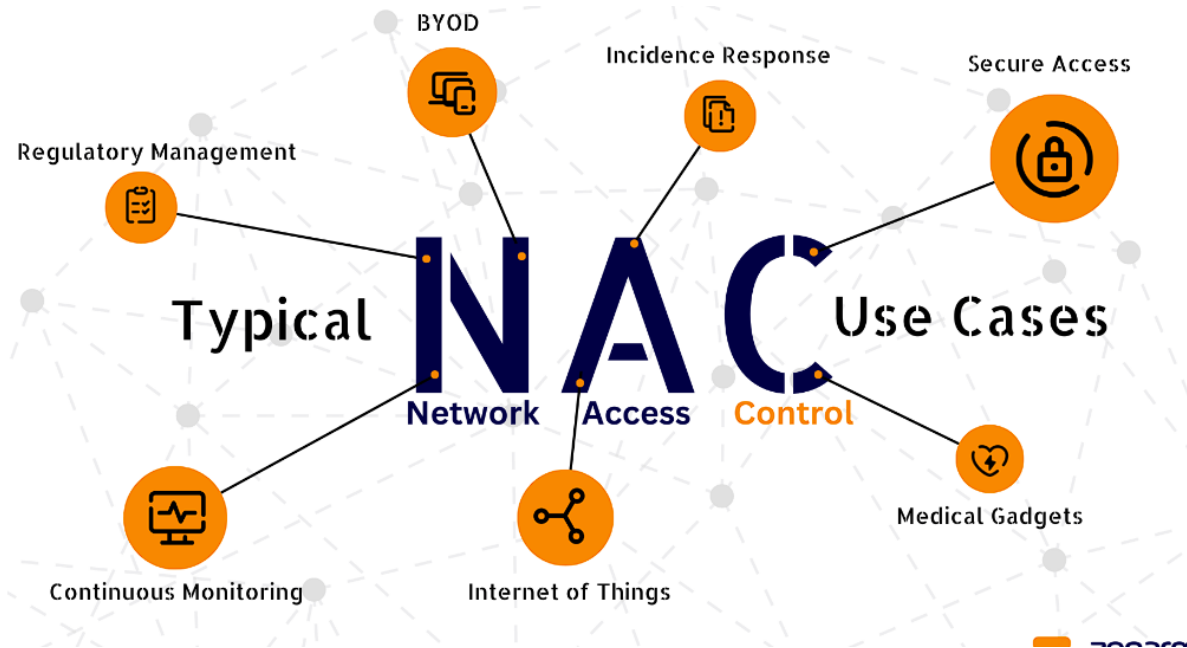 BYOD
Incidence Response
Secure Access
Regulatory Management
Typical
NAC
Use Cases
Network Access Control
Medical Gadgets
Continuous Monitoring
Internet of Things